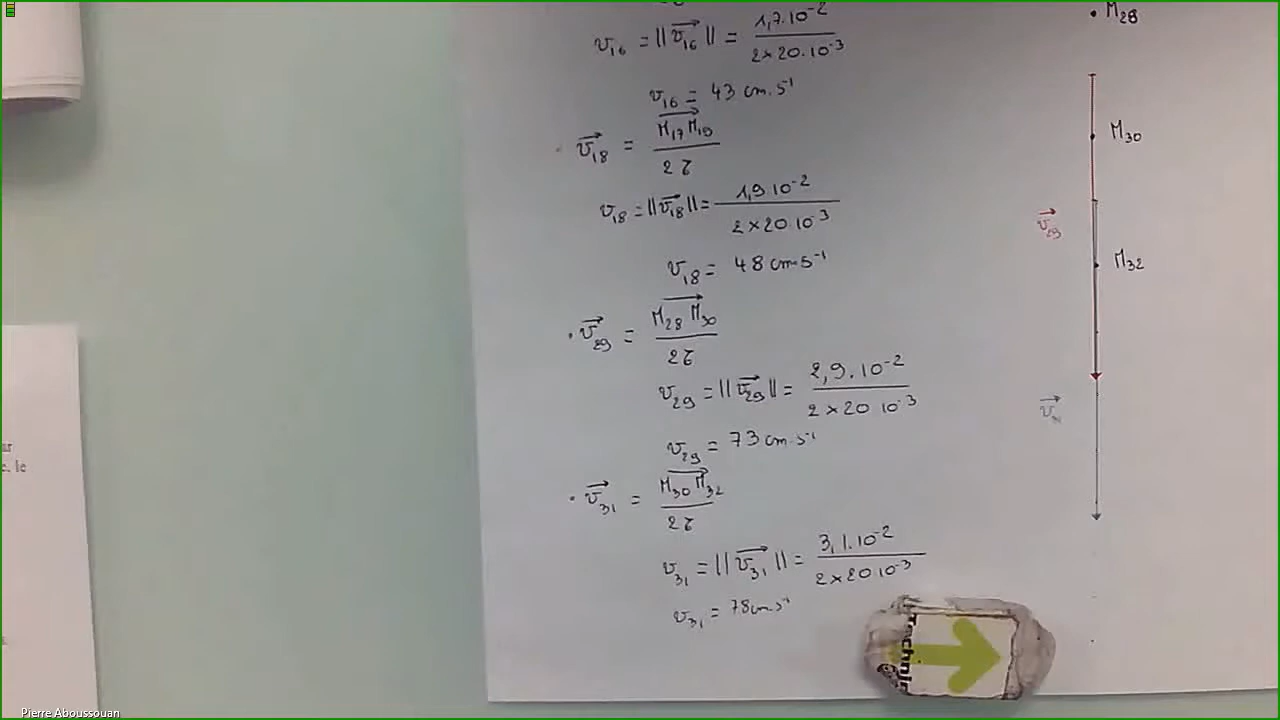 v₁₆ = ||v₁₆→|| = 1,7.10⁻² / 2×20.10⁻³
v₁₆ = 43 cm.s⁻¹
• v₁₈→ = M₁₇M₁₉→ / 2τ
v₁₈ = ||v₁₈→|| = 1,9 10⁻² / 2×20.10⁻³
v₁₈ = 48 cm.s⁻¹
• v₂₉→ = M₂₈M₃₀→ / 2τ
v₂₉ = ||v₂₉→|| = 2,9.10⁻² / 2×20 10⁻³
v₂₉ = 73 cm.s⁻¹
• v₃₁→ = M₃₀M₃₂→ / 2τ
v₃₁ = ||v₃₁→|| = 3,1.10⁻² / 2×20 10⁻³
v₃₁ = 78 cm.s⁻¹
M₂₈
M₃₀
v₂₉→
M₃₂
le
Pierre Aboussouan